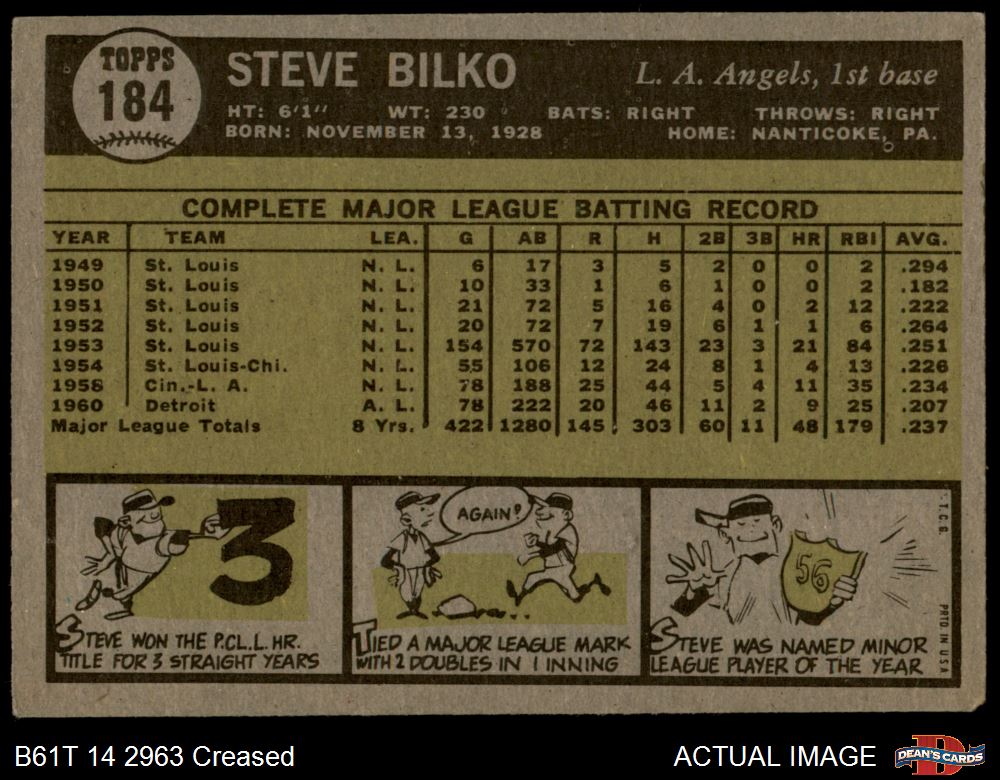 TOPPS
184
STEVE BILKO
L. A. Angels, 1st base
HT: 6'1" WT: 230 BATS: RIGHT THROWS: RIGHT
BORN: NOVEMBER 13, 1928 HOME: NANTICOKE, PA.
COMPLETE MAJOR LEAGUE BATTING RECORD
YEAR TEAM LEA. G AB R H 2B 3B HR RBI AVG.
1949 St. Louis N. L. 6 17 3 5 2 0 0 2 .294
1950 St. Louis N. L. 10 33 1 6 1 0 0 2 .182
1951 St. Louis N. L. 21 72 5 16 4 0 2 12 .222
1952 St. Louis N. L. 20 72 7 19 6 1 1 6 .264
1953 St. Louis N. L. 154 570 72 143 23 3 21 84 .251
1954 St. Louis-Chi. N. L. 55 106 12 24 8 1 4 13 .226
1958 Cin.-L. A. N. L. 78 188 25 44 5 4 11 35 .234
1960 Detroit A. L. 78 222 20 46 11 2 9 25 .207
Major League Totals 8 Yrs. 422 1280 145 303 60 11 48 179 .237
3
STEVE WON THE P.C.L. HR.
TITLE FOR 3 STRAIGHT YEARS
AGAIN?
TIED A MAJOR LEAGUE MARK
WITH 2 DOUBLES IN 1 INNING
56
STEVE WAS NAMED MINOR
LEAGUE PLAYER OF THE YEAR
T.C.G.
PRTD IN USA
B61T 14 2963 Creased
ACTUAL IMAGE
DEAN'S CARDS